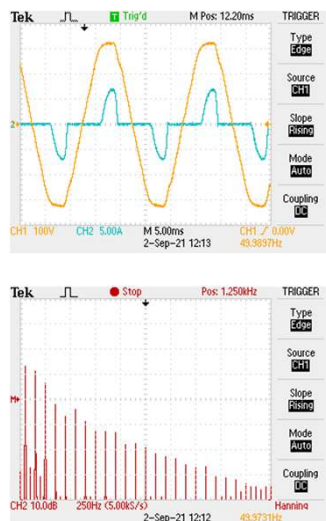 Tek T Trig'd M Pos: 12.20ms TRIGGER
Type
Edge
Source
CH1
Slope
Rising
Mode
Auto
Coupling
DC
2
CH1 100V CH2 5.00A M 5.00ms CH1 / 0.00V
2-Sep-21 12:13 49.9897Hz
Tek Stop Pos: 1.250kHz TRIGGER
Type
Edge
Source
CH1
Slope
Rising
Mode
Auto
Coupling
DC
M
CH2 10.0dB 250Hz (5.00kS/s) Hanning
2-Sep-21 12:12 49.9731Hz